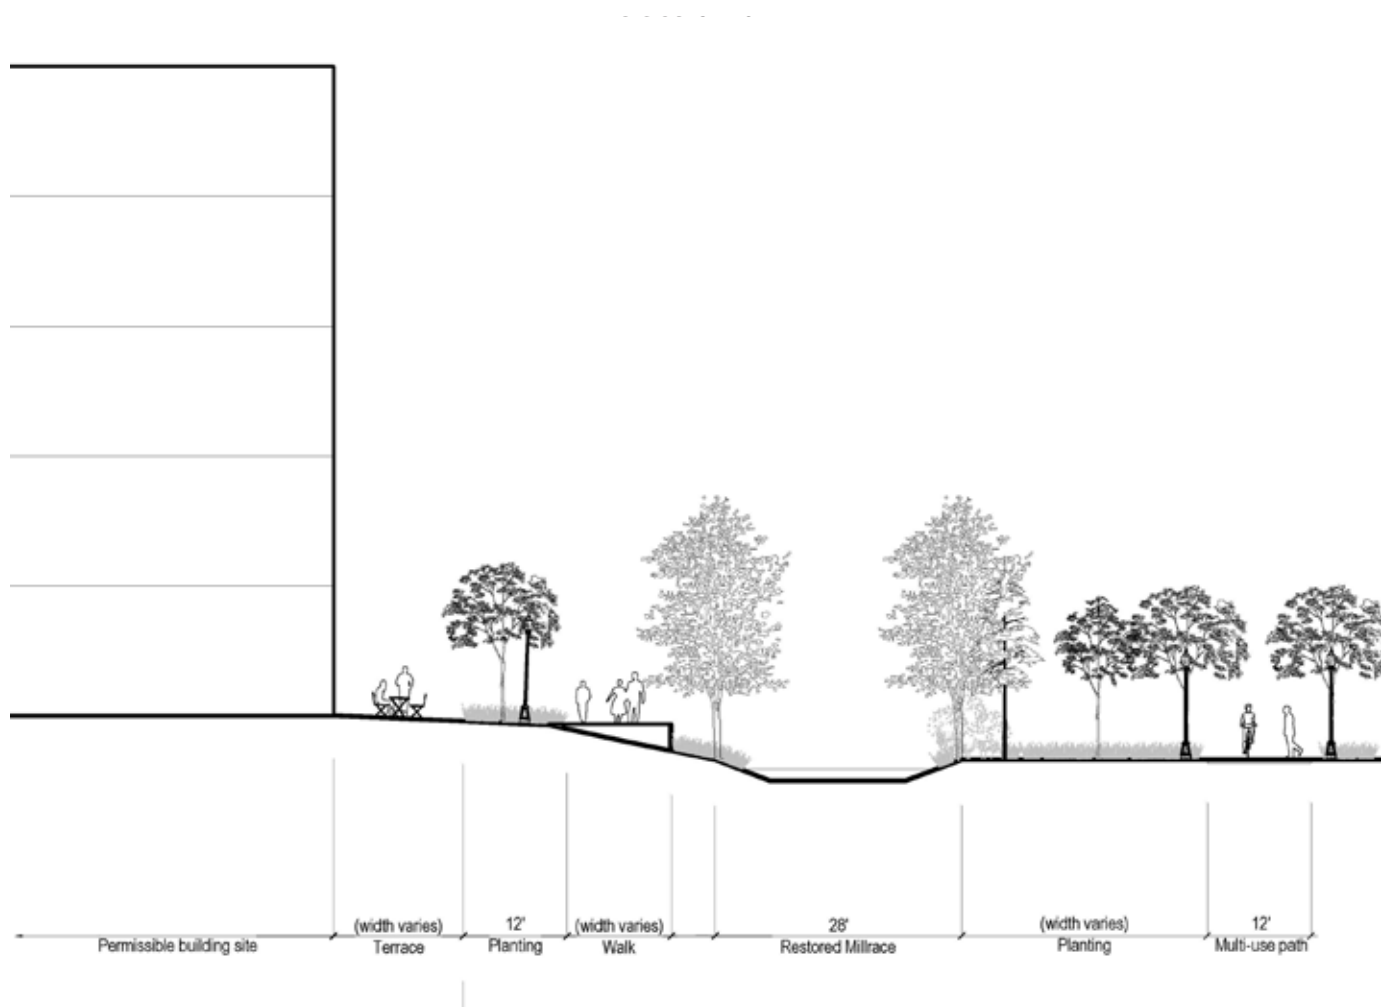 (width varies) 12' (width varies) 28' (width varies) 12'
Permissible building site Terrace Planting Walk Restored Millrace Planting Multi-use path